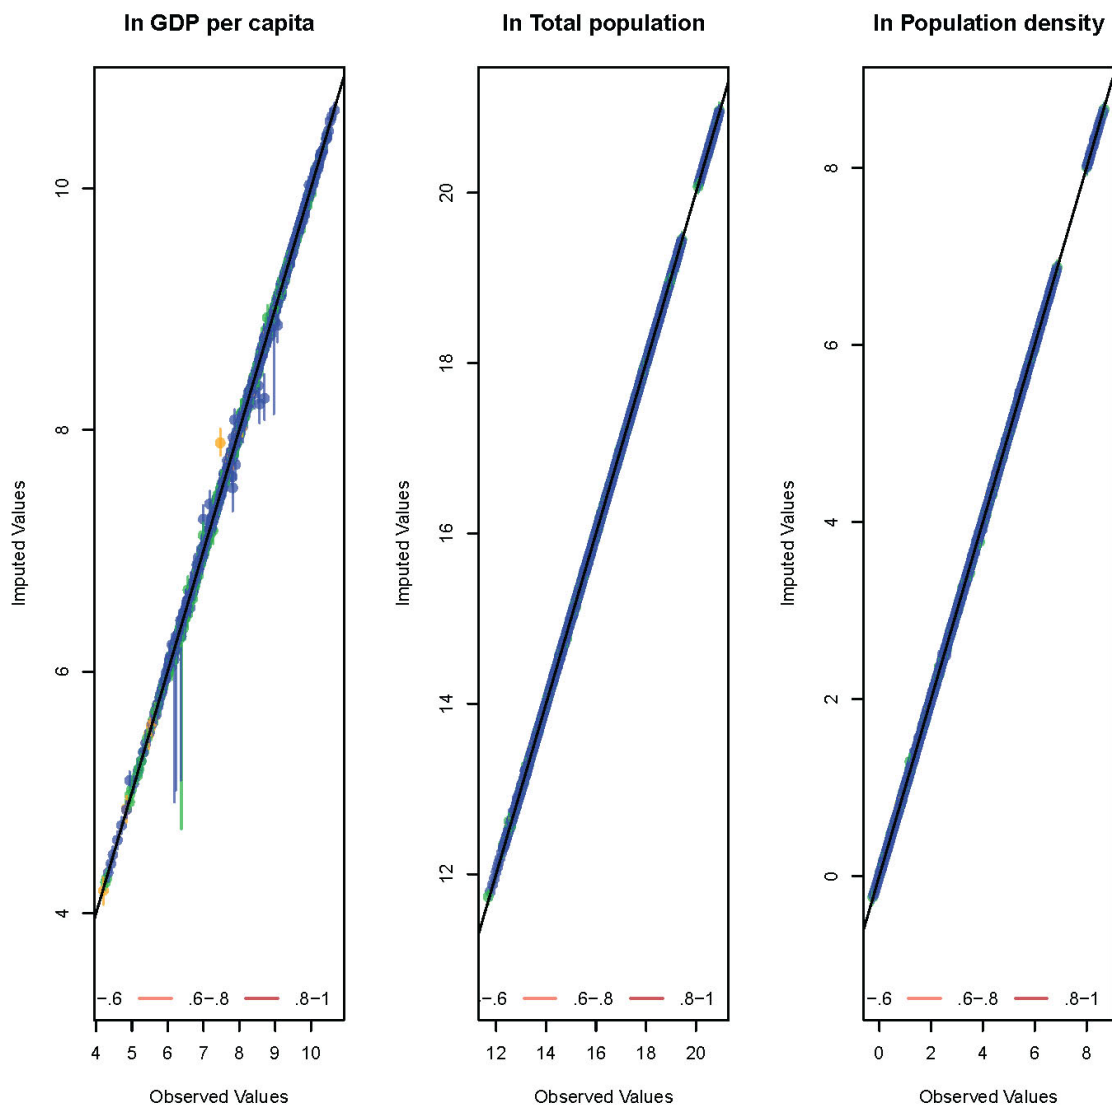 ln GDP per capita
ln Total population
ln Population density
Imputed Values
10
8
6
4
−.6 .6−.8 .8−1
4 5 6 7 8 9 10
Observed Values
Imputed Values
20
18
16
14
12
-.6 .6−.8 .8−1
12 14 16 18 20
Observed Values
Imputed Values
8
6
4
2
0
−.6 .6−.8 .8−1
0 2 4 6 8
Observed Values